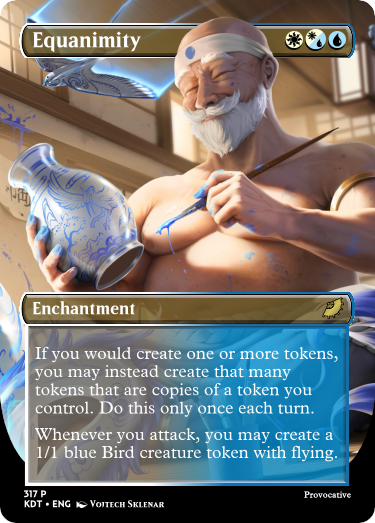 Equanimity
Enchantment
If you would create one or more tokens,
you may instead create that many
tokens that are copies of a token you
control. Do this only once each turn.
Whenever you attack, you may create a
1/1 blue Bird creature token with flying.
317 P
KDT • ENG Vojtech Sklenar
Provocative